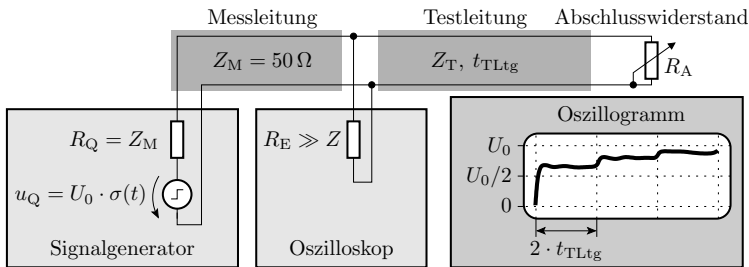 Messleitung Testleitung Abschlusswiderstand
Z_M = 50 Ω Z_T, t_TLtg
R_A
R_Q = Z_M
R_E ≫ Z
u_Q = U_0 · σ(t)
Signalgenerator
Oszilloskop
Oszillogramm
U_0
U_0/2
0
2 · t_TLtg